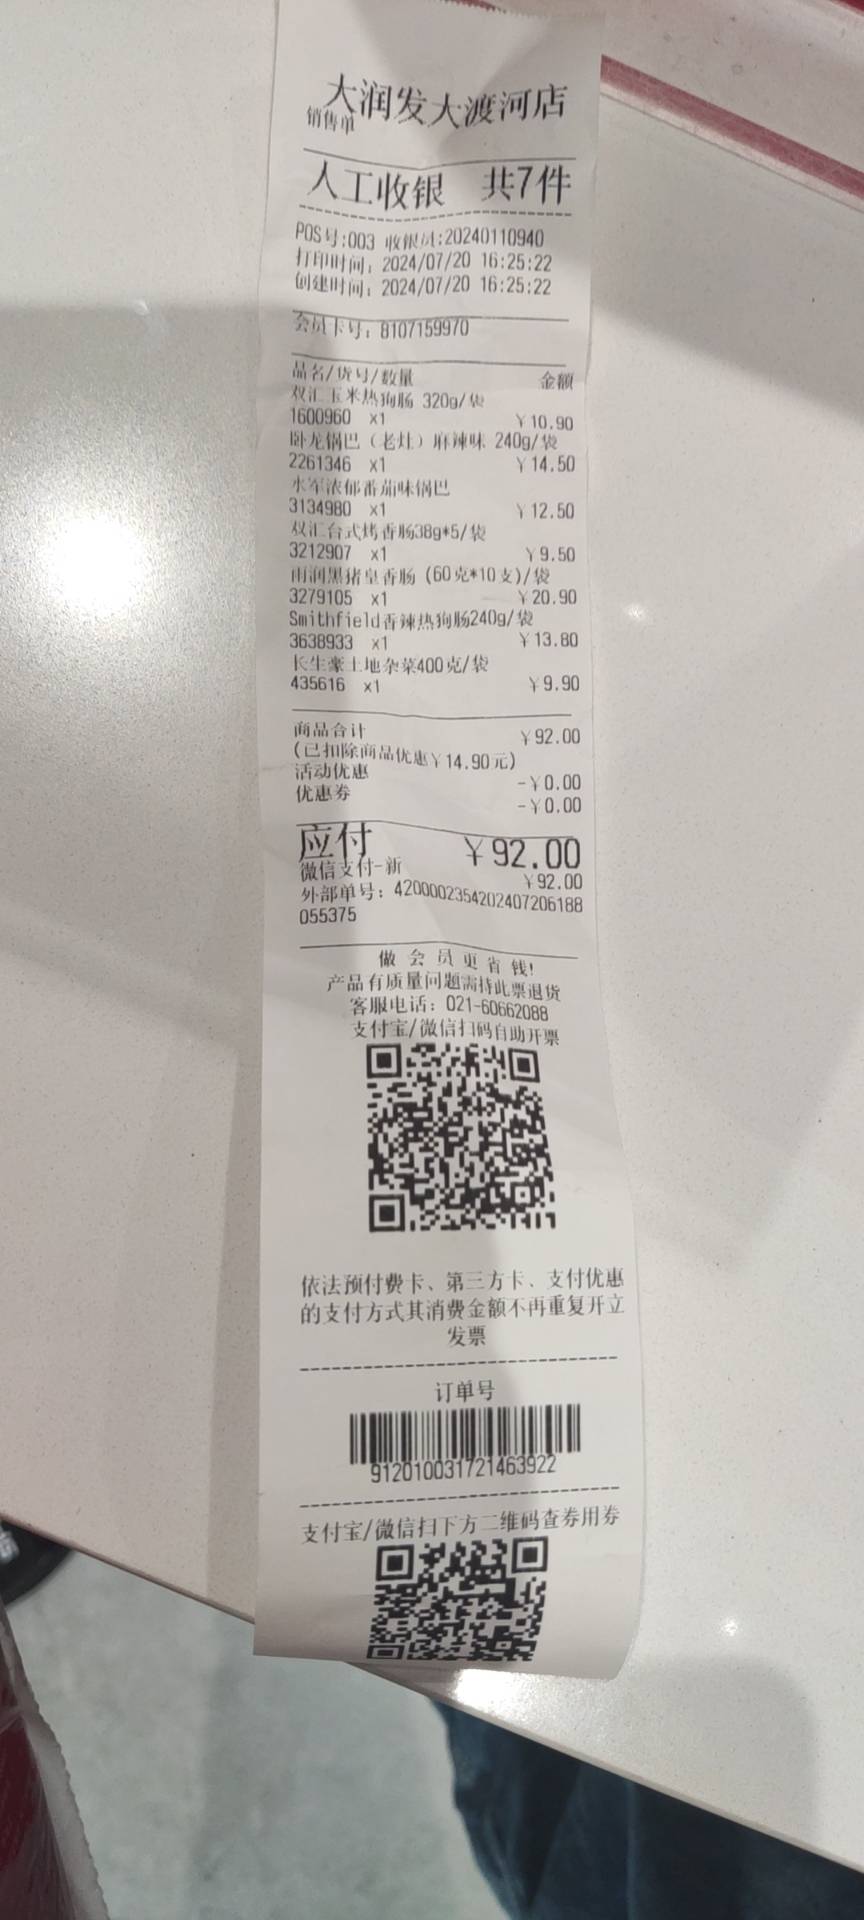 大润发大渡河店
销售单
人工收银 共7件
POS号:003 收银员:20240110940
打印时间: 2024/07/20 16:25:22
创建时间: 2024/07/20 16:25:22
会员卡号: 8107159970
品名/货号/数量 金额
双汇玉米热狗肠 320g/袋
1600960 x1 ￥10.90
卧龙锅巴（老灶）麻辣味 240g/袋
2261346 x1 ￥14.50
米军浓郁番茄味锅巴
3134980 x1 ￥12.50
双汇台式烤香肠38g*5/袋
3212907 x1 ￥9.50
雨润黑猪皇香肠 (60克*10支)/袋
3279105 x1 ￥20.90
Smithfield香辣热狗肠240g/袋
3638933 x1 ￥13.80
长生豪土地杂菜400克/袋
435616 x1 ￥9.90
商品合计 ￥92.00
(已扣除商品优惠￥14.90元)
活动优惠 -￥0.00
优惠券 -￥0.00
应付 ￥92.00
微信支付-新 ￥92.00
外部单号: 4200002354202407206188
055375
做会员更省钱!
产品有质量问题需持此票退货
客服电话: 021-60662088
支付宝/微信扫码自助开票
依法预付费卡、第三方卡、支付优惠
的支付方式其消费金额不再重复开立
发票
订单号
912010031721463922
支付宝/微信扫下方二维码查券用券